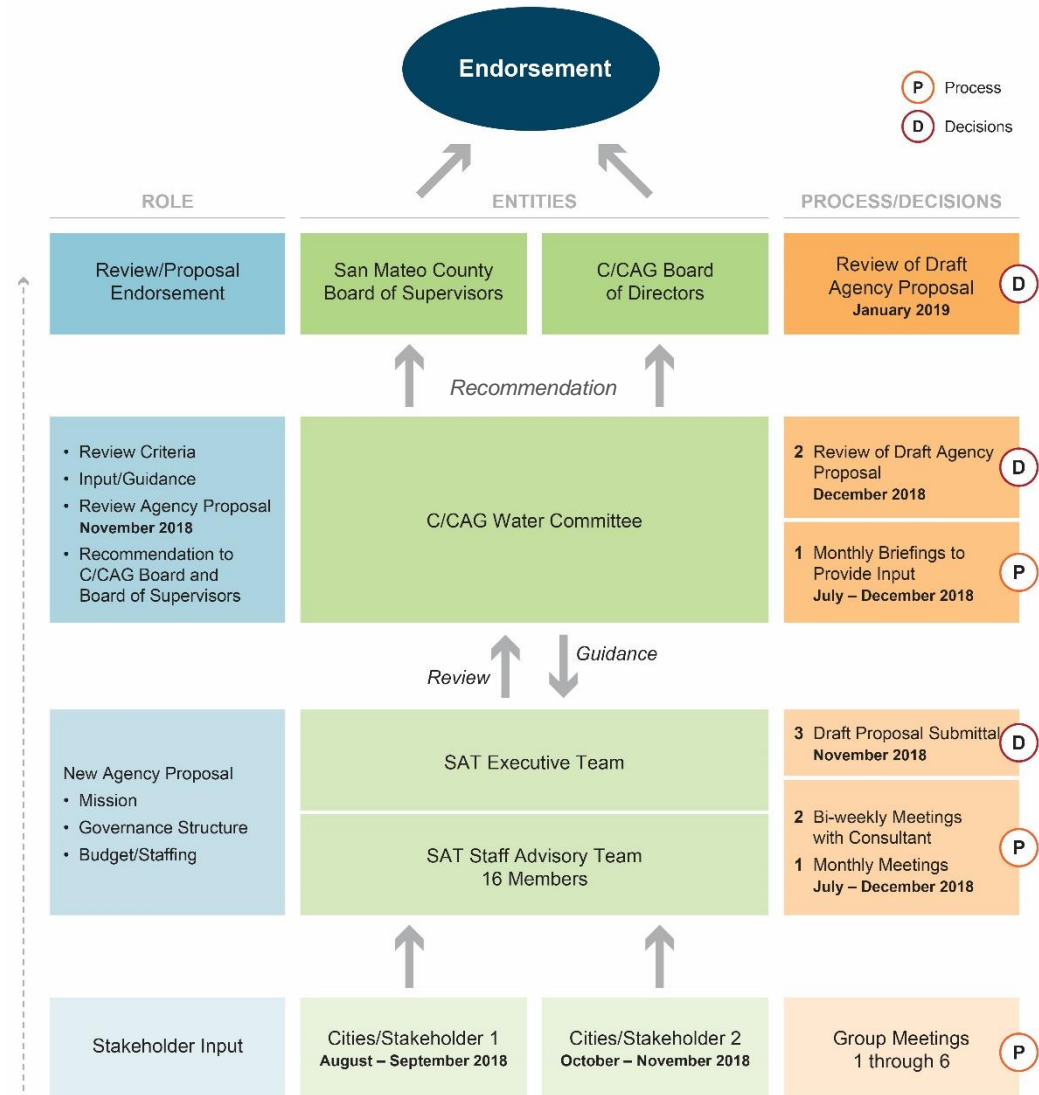 Endorsement
P Process
D Decisions
ROLE
ENTITIES
PROCESS/DECISIONS
Review/Proposal
Endorsement
San Mateo County
Board of Supervisors
C/CAG Board
of Directors
Review of Draft
Agency Proposal
January 2019
D
Recommendation
• Review Criteria
• Input/Guidance
• Review Agency Proposal
November 2018
• Recommendation to
C/CAG Board and
Board of Supervisors
C/CAG Water Committee
2 Review of Draft Agency
Proposal
December 2018
D
1 Monthly Briefings to
Provide Input
July – December 2018
P
Review
Guidance
New Agency Proposal
• Mission
• Governance Structure
• Budget/Staffing
SAT Executive Team
SAT Staff Advisory Team
16 Members
3 Draft Proposal Submittal
November 2018
D
2 Bi-weekly Meetings
with Consultant
1 Monthly Meetings
July – December 2018
P
Stakeholder Input
Cities/Stakeholder 1
August – September 2018
Cities/Stakeholder 2
October – November 2018
Group Meetings
1 through 6
P